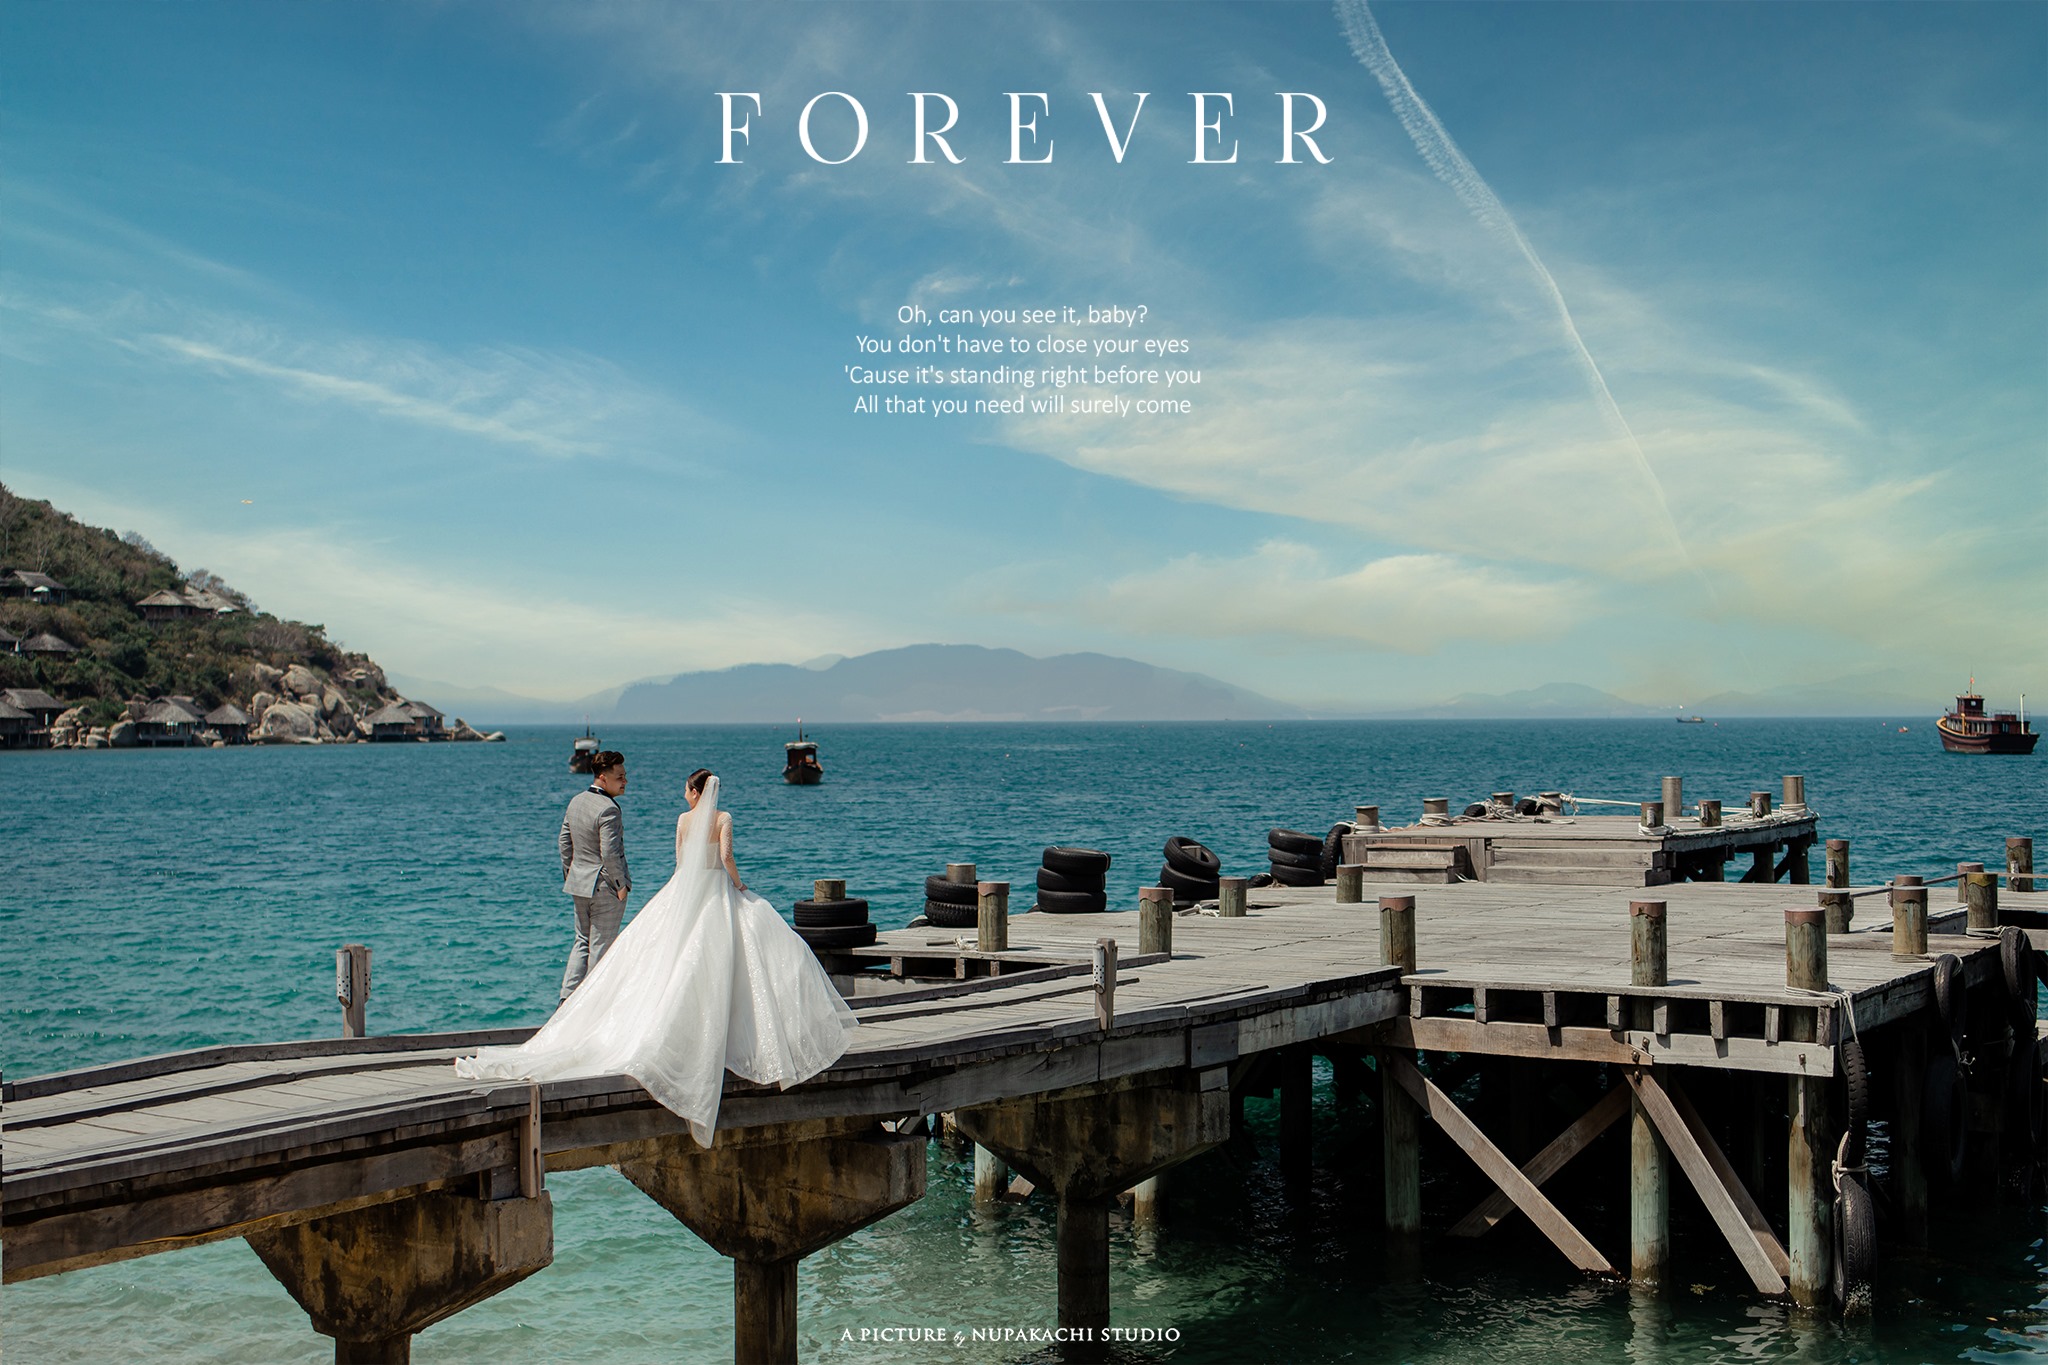 FOREVER
Oh, can you see it, baby?
You don't have to close your eyes
'Cause it's standing right before you
All that you need will surely come
A PICTURE by NUPAKACHI STUDIO